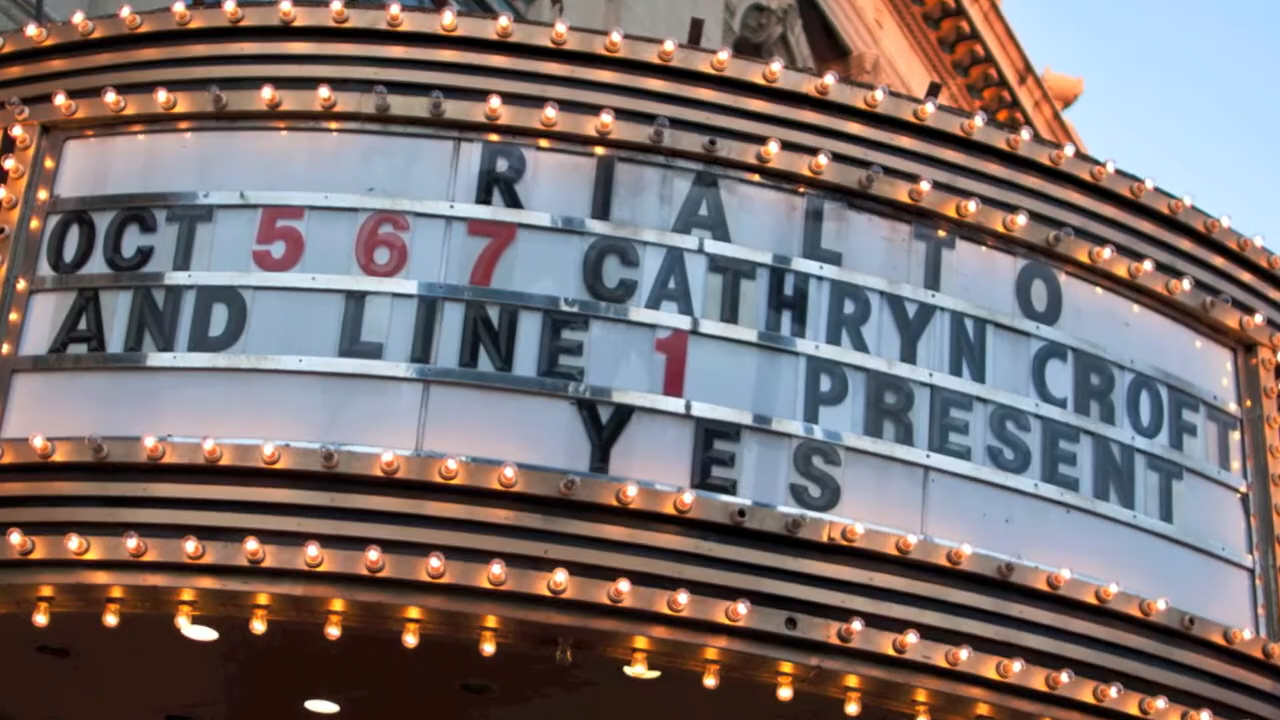 RIALTO
OCT 5 6 7 CATHRYN CROFT
AND LINE 1 PRESENT
YES